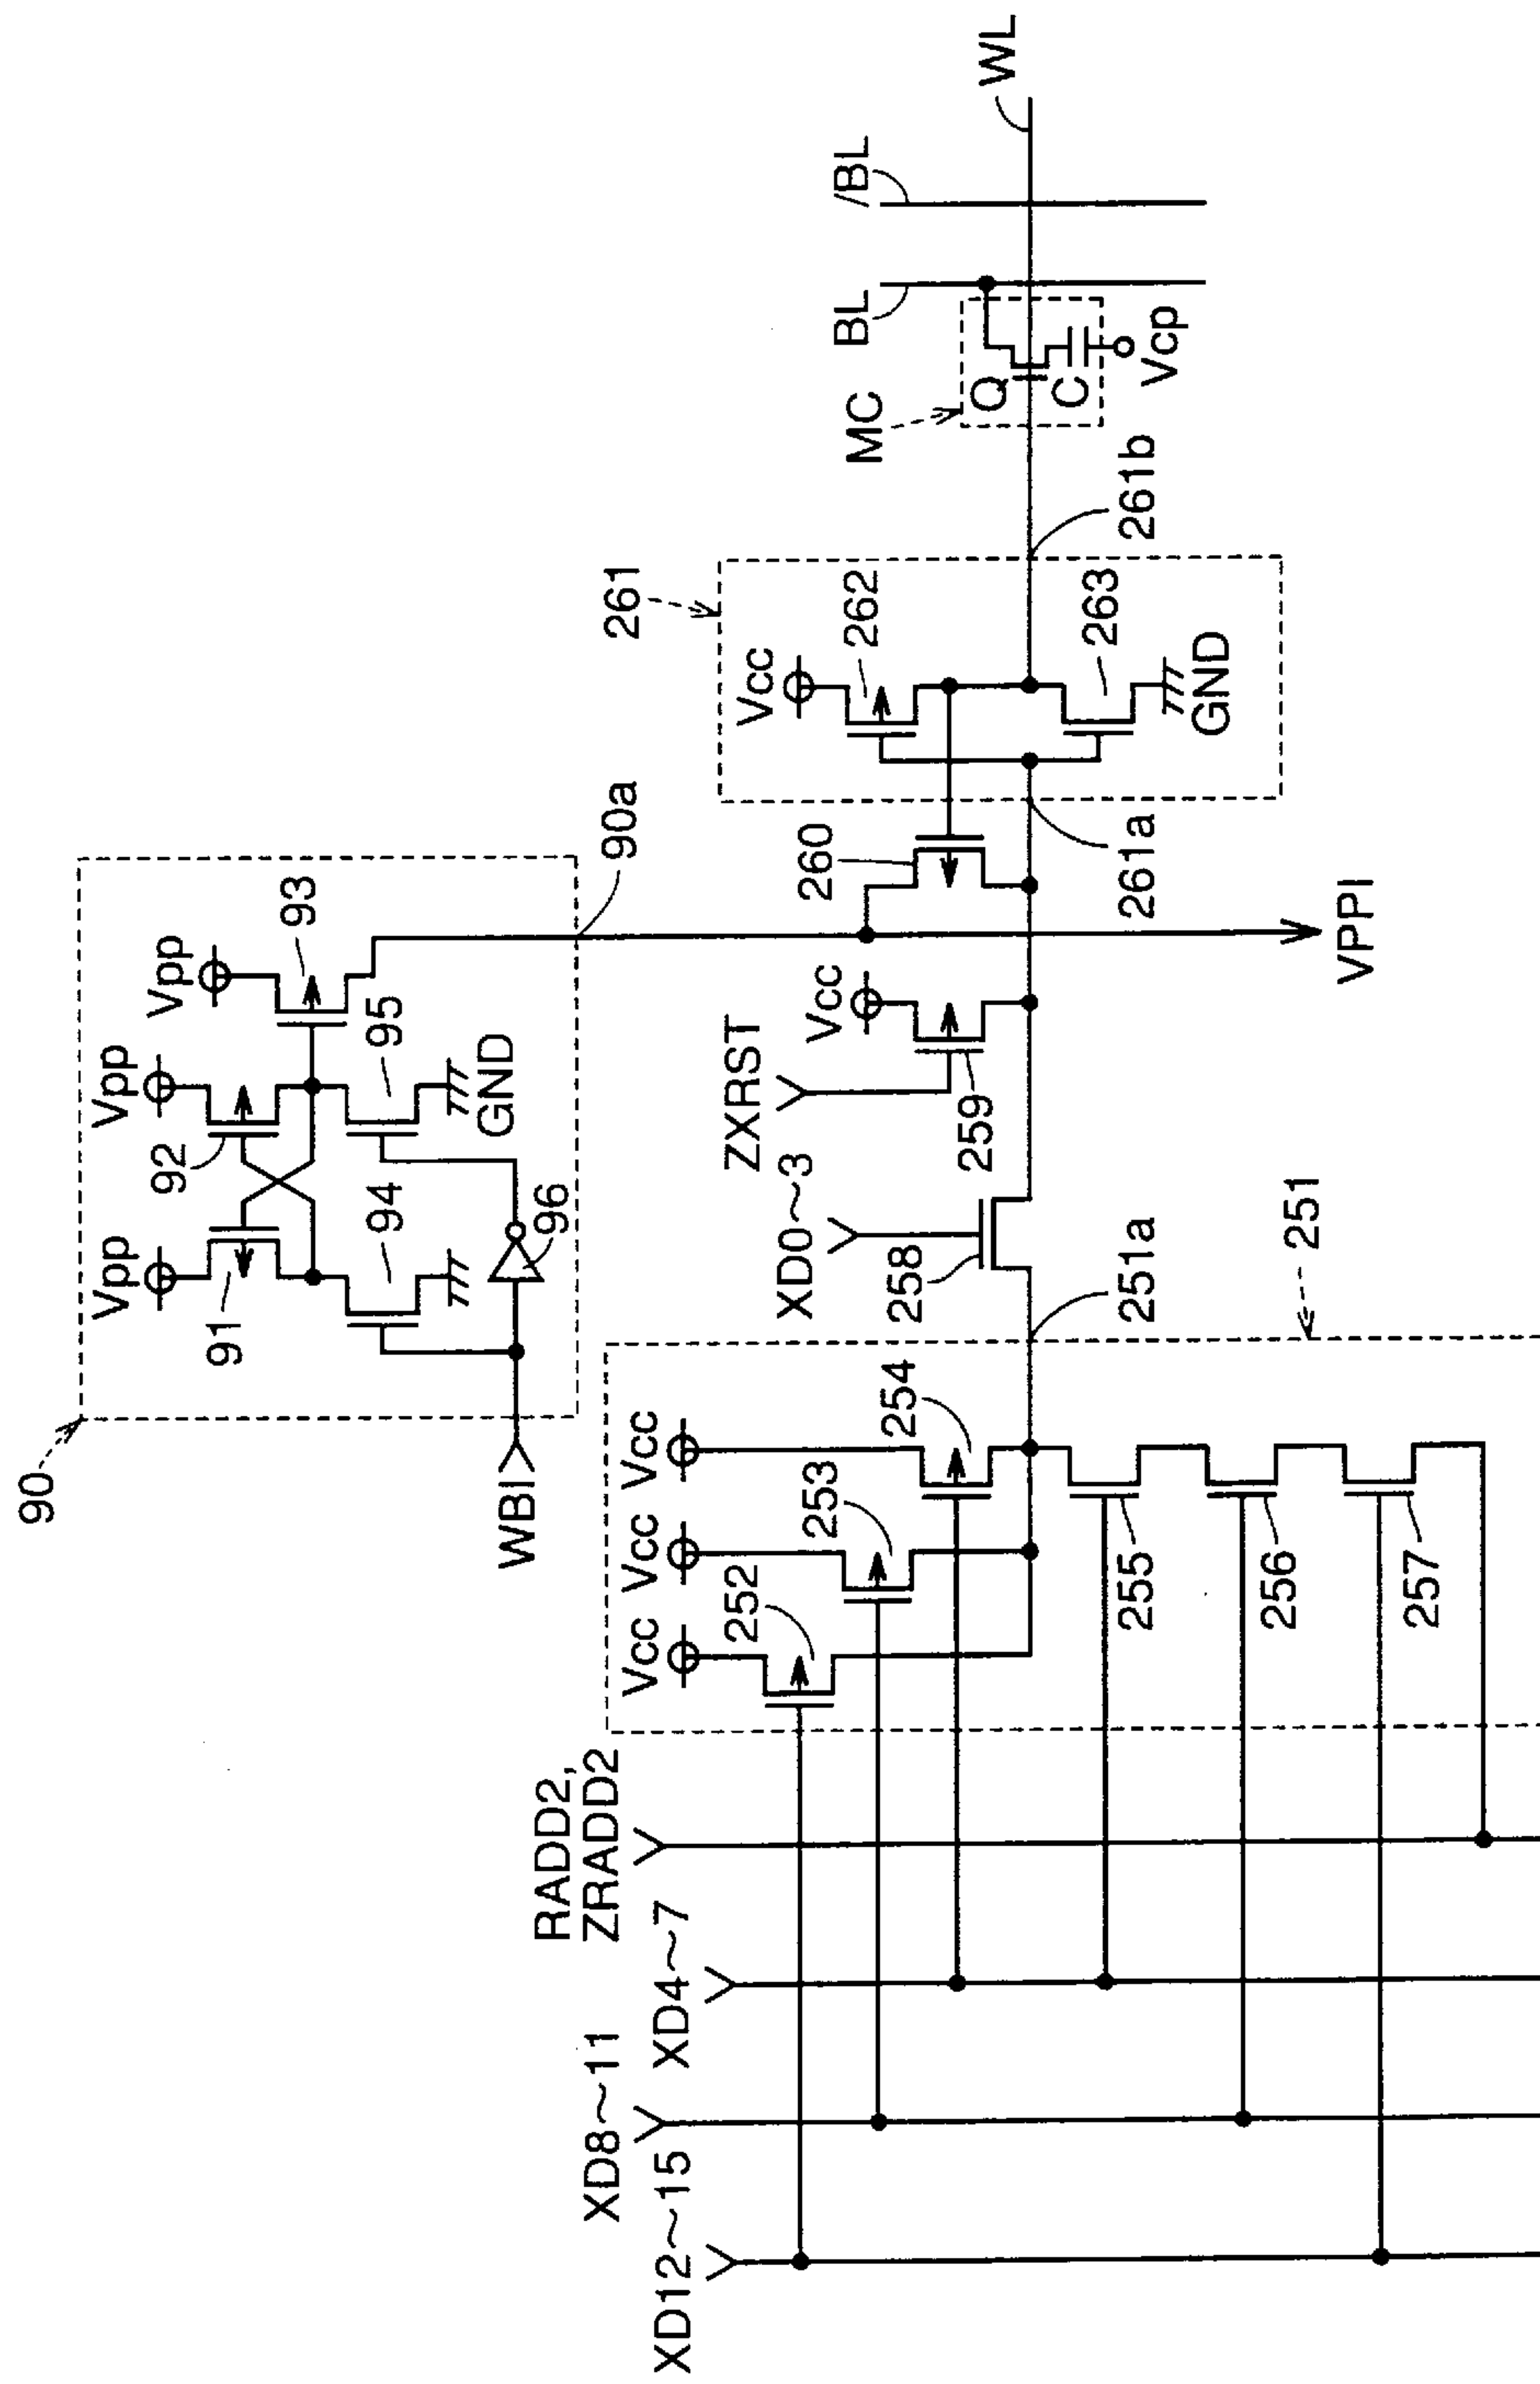 90
Vpp
Vpp
Vpp
91
92
93
94
95
96
GND
WBI
90a
RADD2,
ZRADD2
XD4~7
XD8~11
XD12~15
Vcc
Vcc
Vcc
252
253
254
255
256
257
251
251a
XD0~3
258
ZXRST
Vcc
259
260
VPPI
261
Vcc
262
263
GND
261a
261b
MC
Q
C
Vcp
BL
/BL
WL